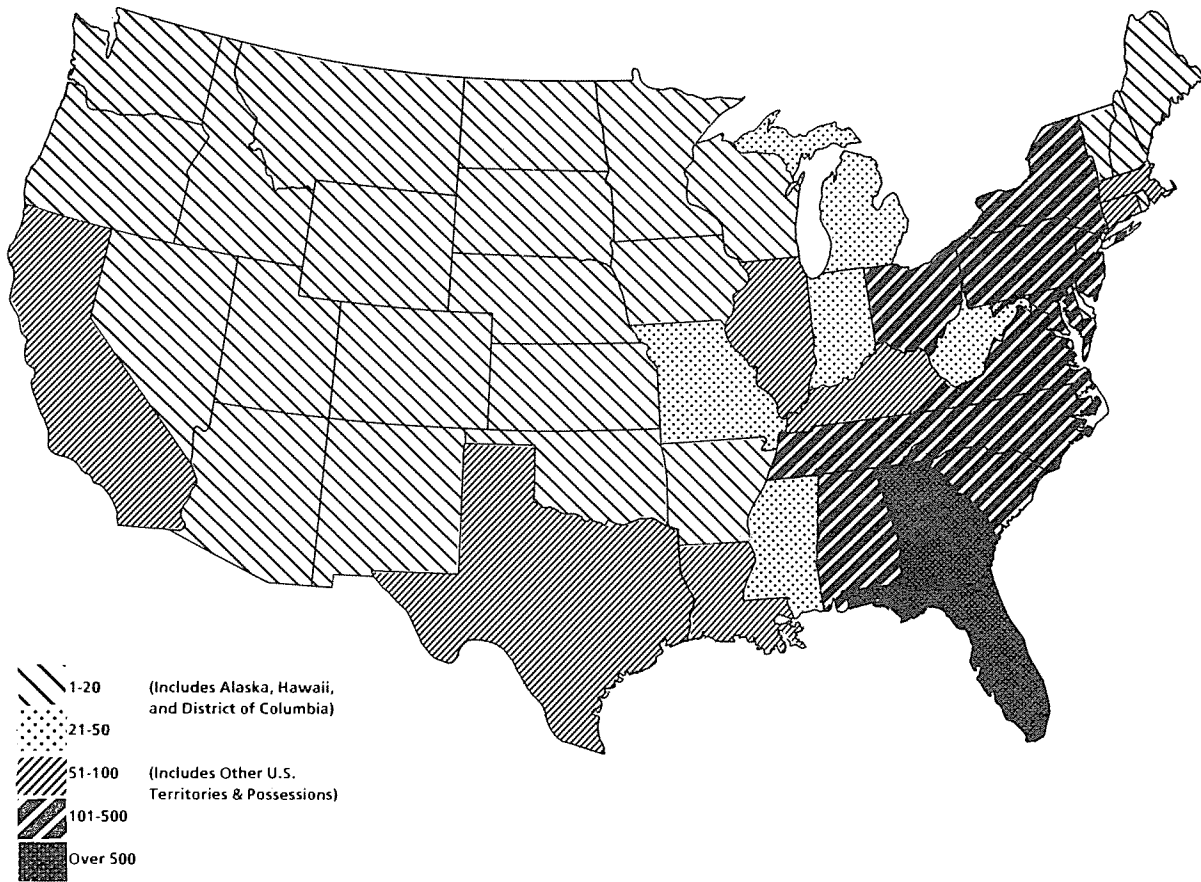 1-20 (Includes Alaska, Hawaii,
and District of Columbia)
21-50
51-100 (Includes Other U.S.
Territories & Possessions)
101-500
Over 500